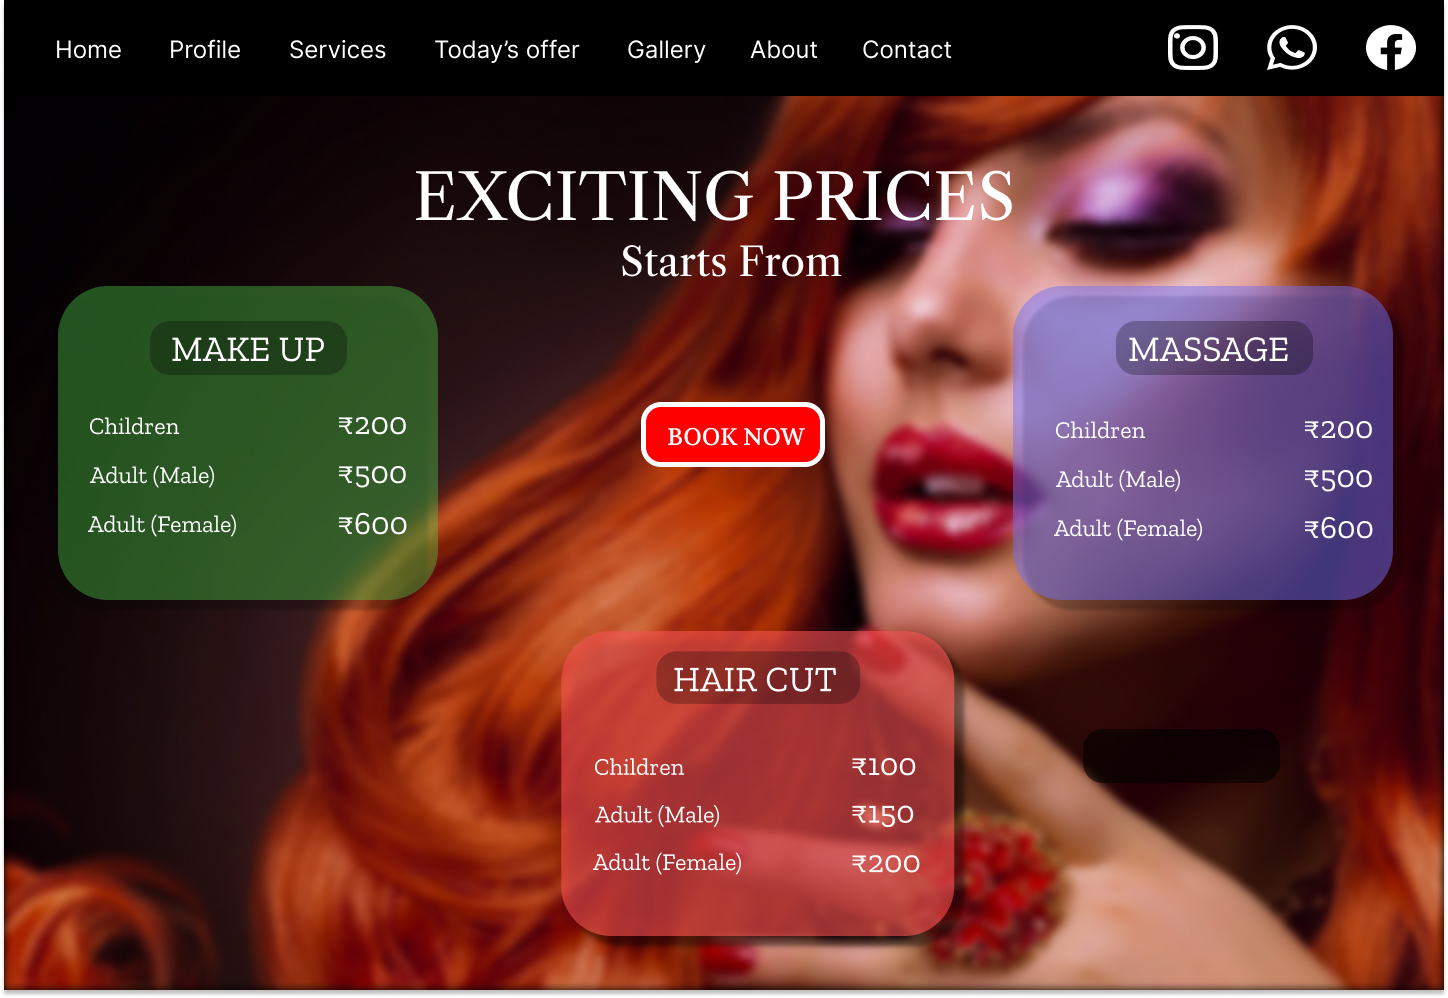 Home Profile Services Today’s offer Gallery About Contact
EXCITING PRICES
Starts From
MAKE UP
Children ₹200
Adult (Male) ₹500
Adult (Female) ₹600
BOOK NOW
MASSAGE
Children ₹200
Adult (Male) ₹500
Adult (Female) ₹600
HAIR CUT
Children ₹100
Adult (Male) ₹150
Adult (Female) ₹200